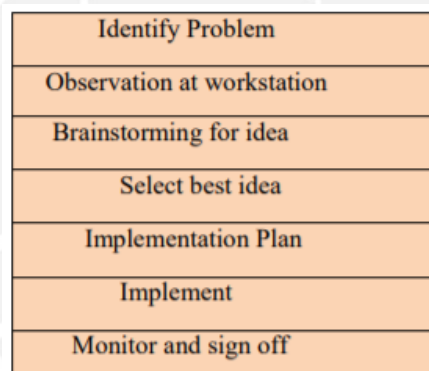 Identify Problem
Observation at workstation
Brainstorming for idea
Select best idea
Implementation Plan
Implement
Monitor and sign off